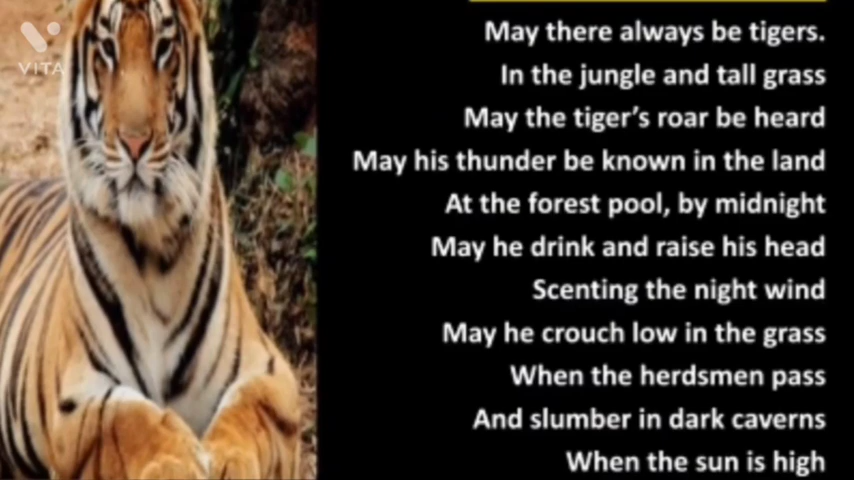 VITA
May there always be tigers.
In the jungle and tall grass
May the tiger's roar be heard
May his thunder be known in the land
At the forest pool, by midnight
May he drink and raise his head
Scenting the night wind
May he crouch low in the grass
When the herdsmen pass
And slumber in dark caverns
When the sun is high